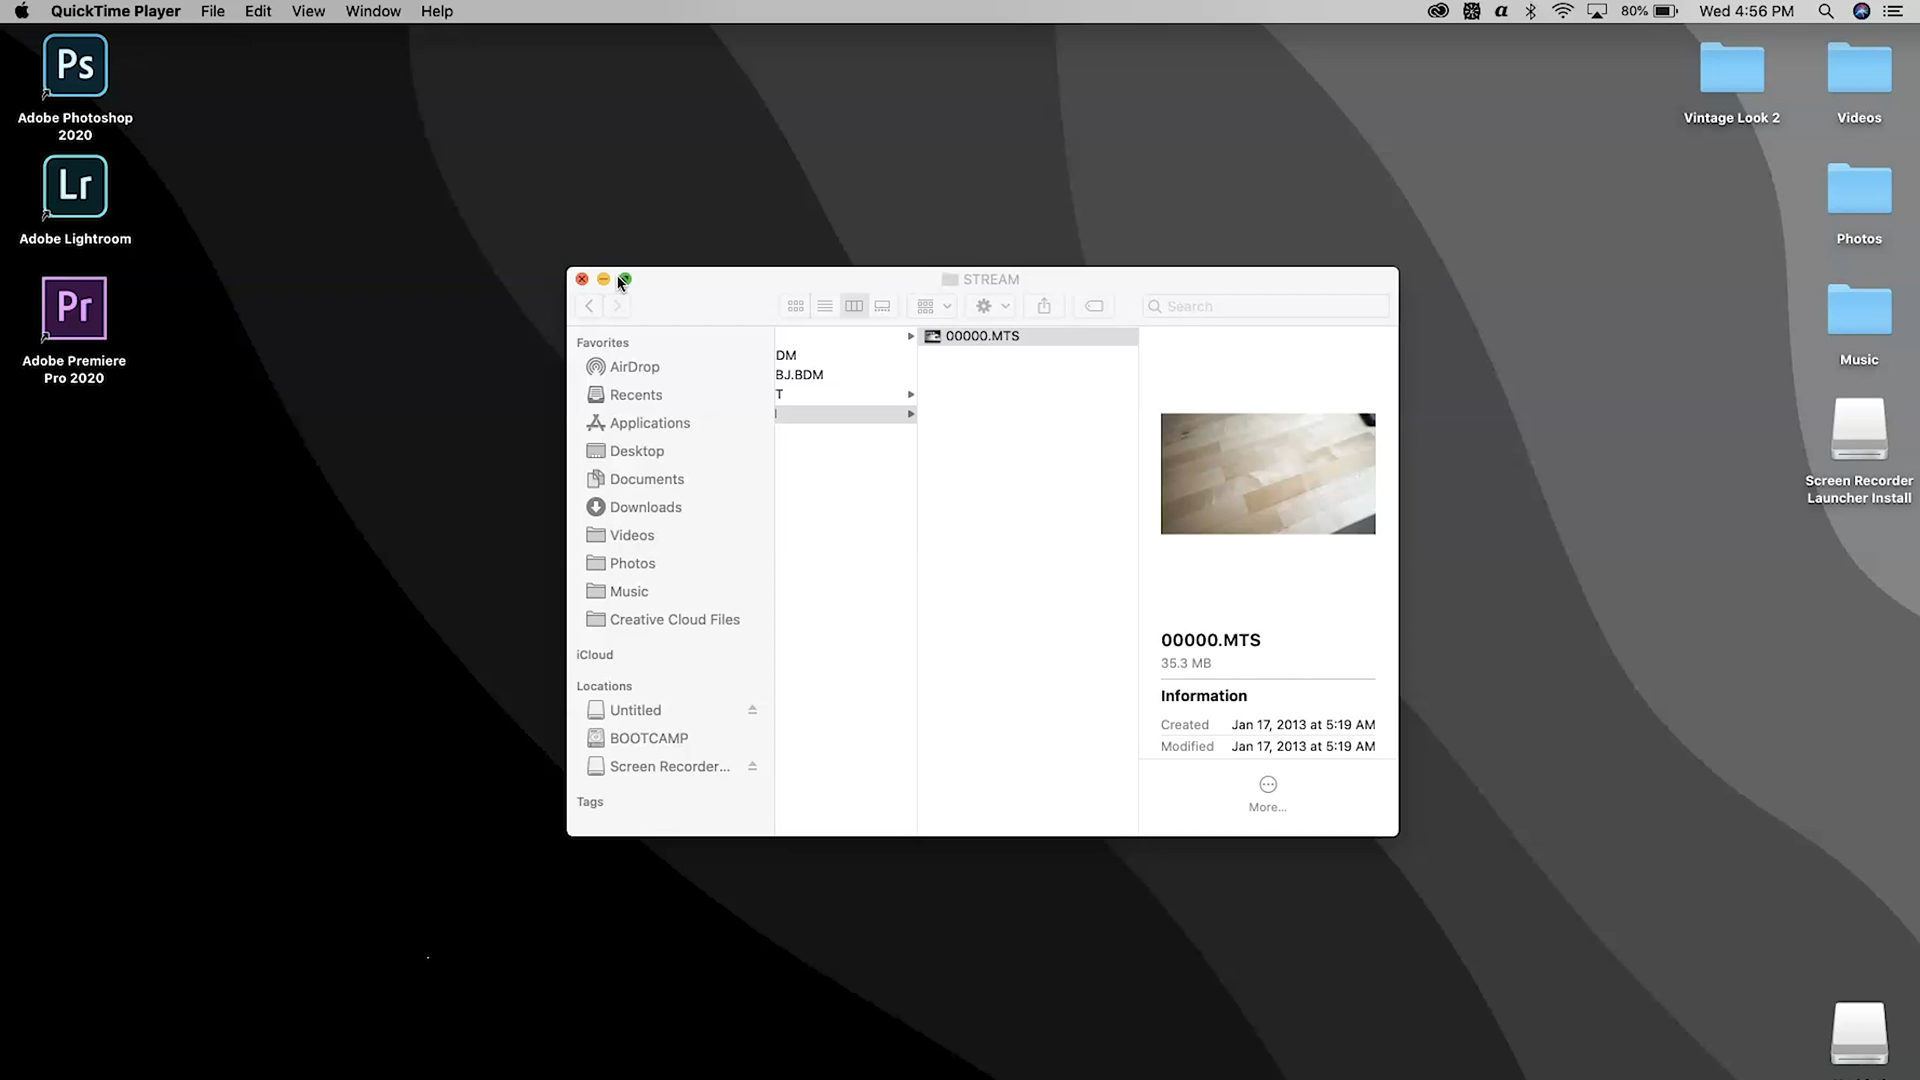 QuickTime Player File Edit View Window Help
80% Wed 4:56 PM
Ps
Adobe Photoshop
2020
Lr
Adobe Lightroom
Pr
Adobe Premiere
Pro 2020
Vintage Look 2
Videos
Photos
Music
Screen Recorder
Launcher Install
STREAM
Search
Favorites
AirDrop
Recents
Applications
Desktop
Documents
Downloads
Videos
Photos
Music
Creative Cloud Files
iCloud
Locations
Untitled
BOOTCAMP
Screen Recorder...
Tags
DM
BJ.BDM
T
00000.MTS
00000.MTS
35.3 MB
Information
Created Jan 17, 2013 at 5:19 AM
Modified Jan 17, 2013 at 5:19 AM
More...